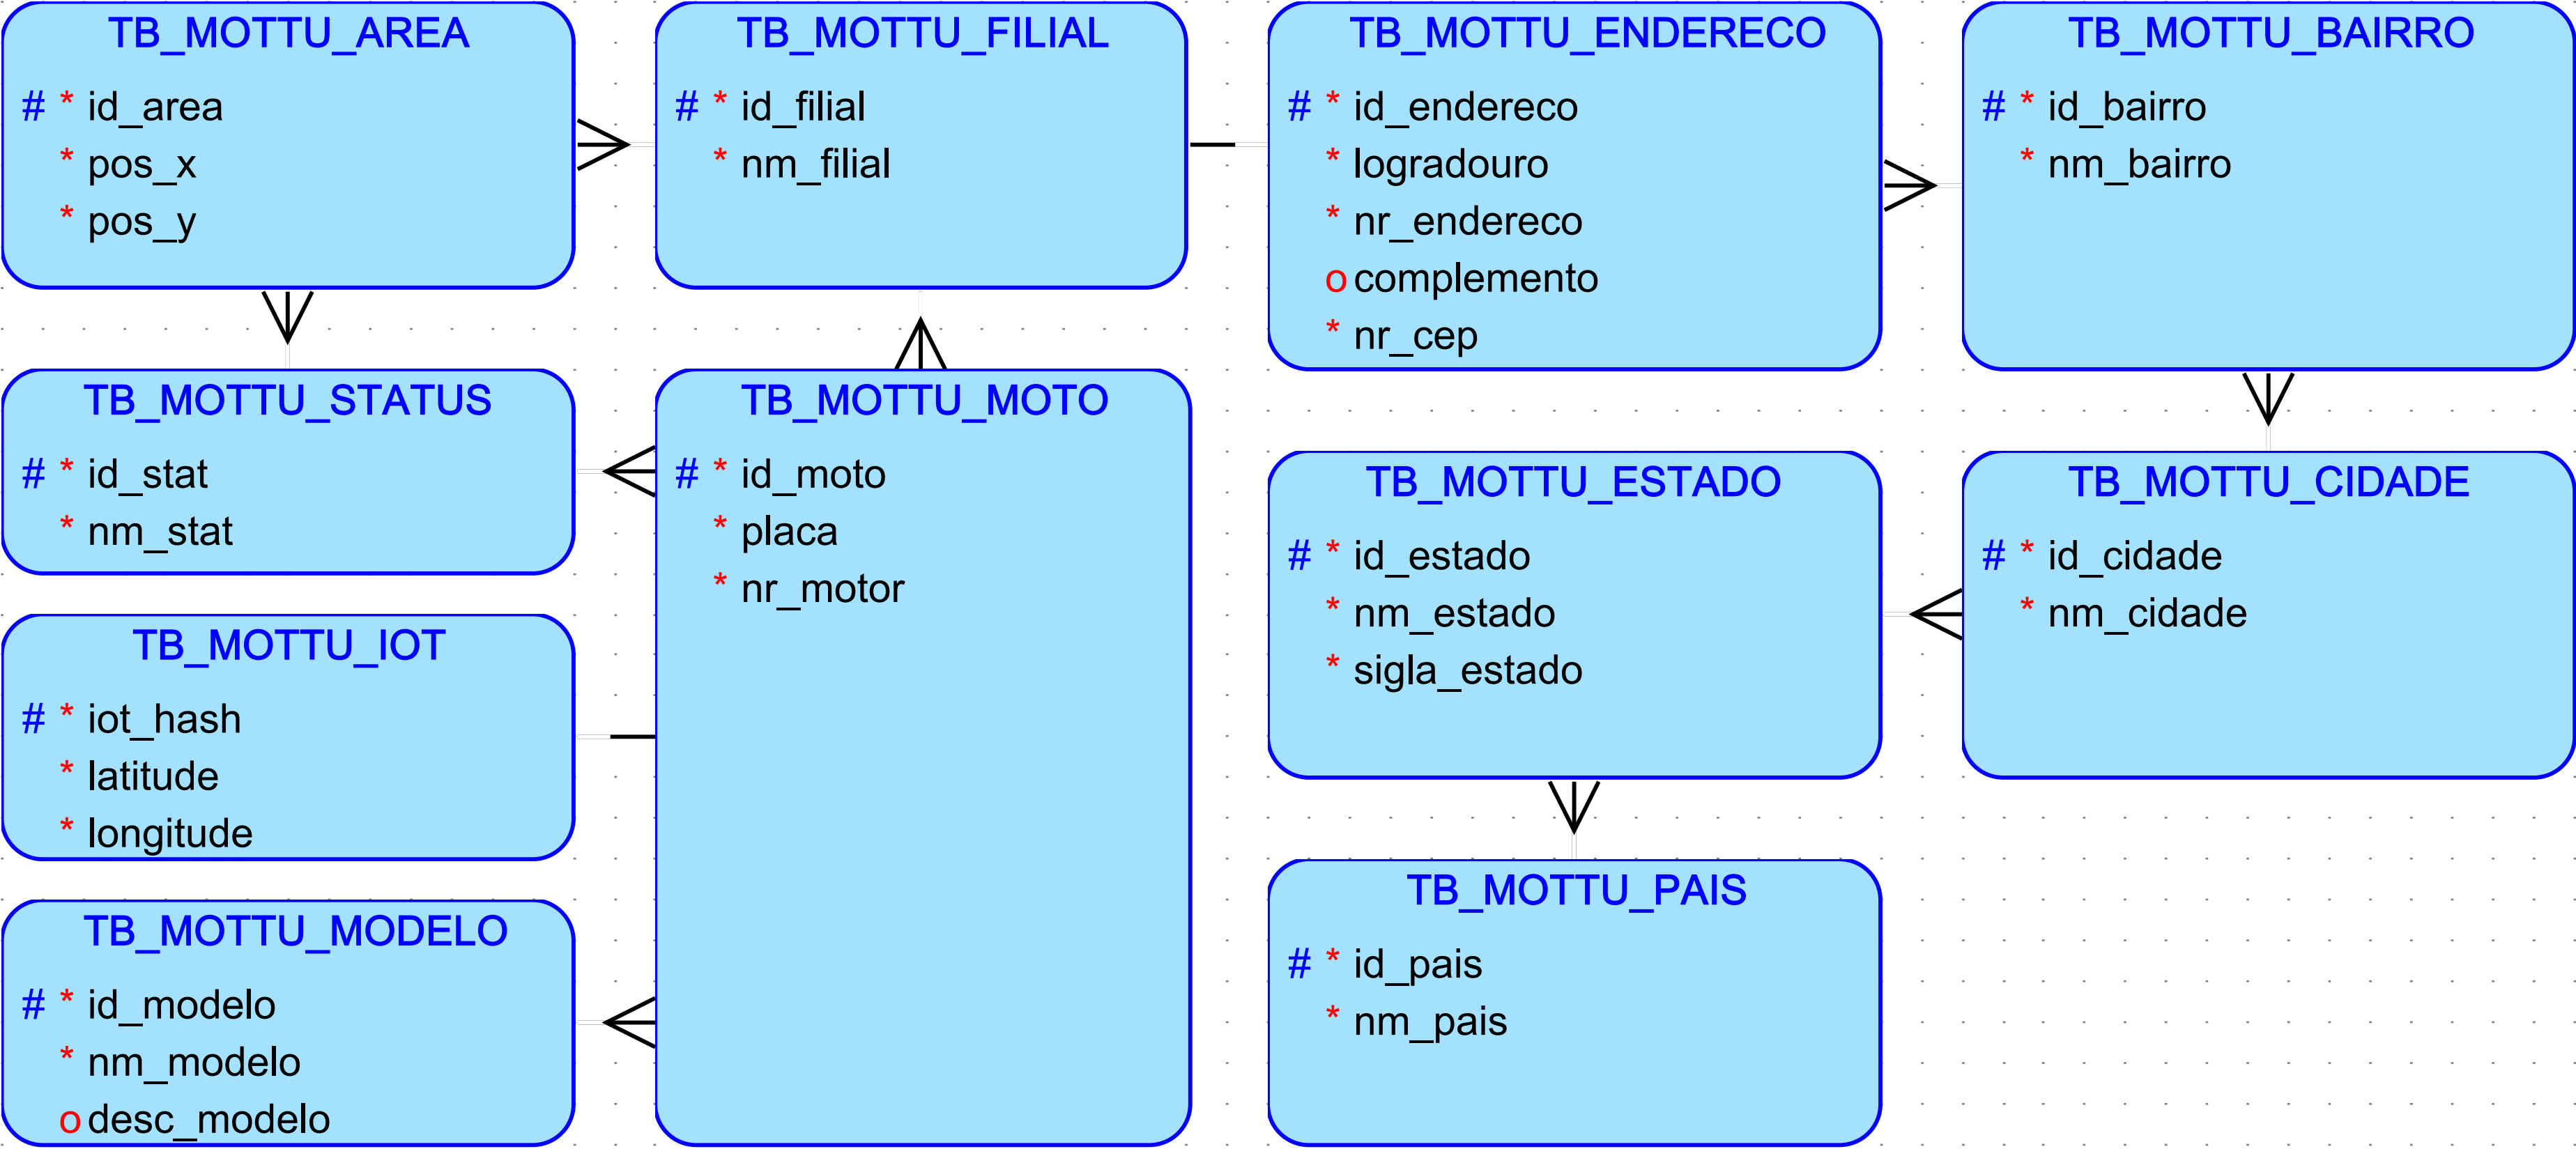 TB_MOTTU_AREA
# * id_area
* pos_x
* pos_y
TB_MOTTU_FILIAL
# * id_filial
* nm_filial
TB_MOTTU_ENDERECO
# * id_endereco
* logradouro
* nr_endereco
o complemento
* nr_cep
TB_MOTTU_BAIRRO
# * id_bairro
* nm_bairro
TB_MOTTU_STATUS
# * id_stat
* nm_stat
TB_MOTTU_MOTO
# * id_moto
* placa
* nr_motor
TB_MOTTU_ESTADO
# * id_estado
* nm_estado
* sigla_estado
TB_MOTTU_CIDADE
# * id_cidade
* nm_cidade
TB_MOTTU_IOT
# * iot_hash
* latitude
* longitude
TB_MOTTU_PAIS
# * id_pais
* nm_pais
TB_MOTTU_MODELO
# * id_modelo
* nm_modelo
o desc_modelo